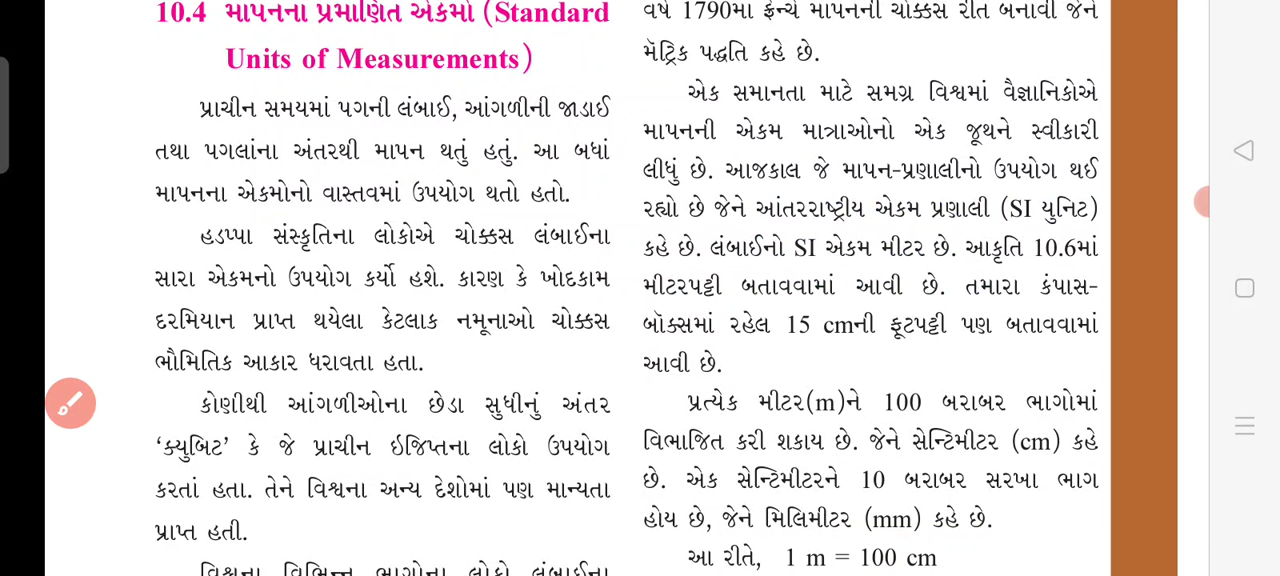 10.4 માપનના પ્રમાણિત એકમો (Standard
Units of Measurements)
પ્રાચીન સમયમાં પગની લંબાઈ, આંગળીની જાડાઈ
તથા પગલાંના અંતરથી માપન થતું હતું. આ બધાં
માપનના એકમોનો વાસ્તવમાં ઉપયોગ થતો હતો.
હડપ્પા સંસ્કૃતિના લોકોએ ચોક્કસ લંબાઈના
સારા એકમનો ઉપયોગ કર્યો હશે. કારણ કે ખોદકામ
દરમિયાન પ્રાપ્ત થયેલા કેટલાક નમૂનાઓ ચોક્કસ
ભૌમિતિક આકાર ધરાવતા હતા.
કોણીથી આંગળીઓના છેડા સુધીનું અંતર
‘ક્યુબિટ’ કે જે પ્રાચીન ઇજિપ્તના લોકો ઉપયોગ
કરતાં હતા. તેને વિશ્વના અન્ય દેશોમાં પણ માન્યતા
પ્રાપ્ત હતી.
વિશ્વના વિભિન્ન ભાગોના લોકો લંબાઈના
વર્ષ 1790મા ફ્રેન્ચે માપનની ચોક્કસ રીત બનાવી જેને
મૅટ્રિક પદ્ધતિ કહે છે.
એક સમાનતા માટે સમગ્ર વિશ્વમાં વૈજ્ઞાનિકોએ
માપનની એકમ માત્રાઓનો એક જૂથને સ્વીકારી
લીધું છે. આજકાલ જે માપન-પ્રણાલીનો ઉપયોગ થઈ
રહ્યો છે જેને આંતરરાષ્ટ્રીય એકમ પ્રણાલી (SI યુનિટ)
કહે છે. લંબાઈનો SI એકમ મીટર છે. આકૃતિ 10.6માં
મીટરપટ્ટી બતાવવામાં આવી છે. તમારા કંપાસ-
બૉક્સમાં રહેલ 15 cmની ફૂટપટ્ટી પણ બતાવવામાં
આવી છે.
પ્રત્યેક મીટર(m)ને 100 બરાબર ભાગોમાં
વિભાજિત કરી શકાય છે. જેને સેન્ટિમીટર (cm) કહે
છે. એક સેન્ટિમીટરને 10 બરાબર સરખા ભાગ
હોય છે, જેને મિલિમીટર (mm) કહે છે.
આ રીતે, 1 m = 100 cm